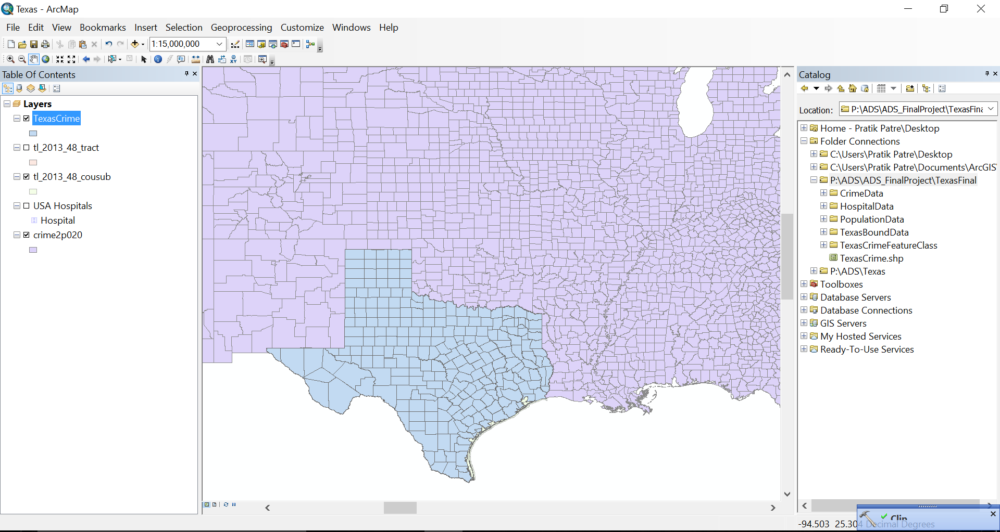 Texas - ArcMap
File Edit View Bookmarks Insert Selection Geoprocessing Customize Windows Help
1:15,000,000
Table Of Contents
Layers
TexasCrime
tl_2013_48_tract
tl_2013_48_cousub
USA Hospitals
Hospital
crime2p020
Catalog
Location: P:\ADS\ADS_FinalProject\TexasFina
Home - Pratik Patre\Desktop
Folder Connections
C:\Users\Pratik Patre\Desktop
C:\Users\Pratik Patre\Documents\ArcGIS
P:\ADS\ADS_FinalProject\TexasFinal
CrimeData
HospitalData
PopulationData
TexasBoundData
TexasCrimeFeatureClass
TexasCrime.shp
P:\ADS\Texas
Toolboxes
Database Servers
Database Connections
GIS Servers
My Hosted Services
Ready-To-Use Services
Clip
-94.503 25.304 Decimal Degrees